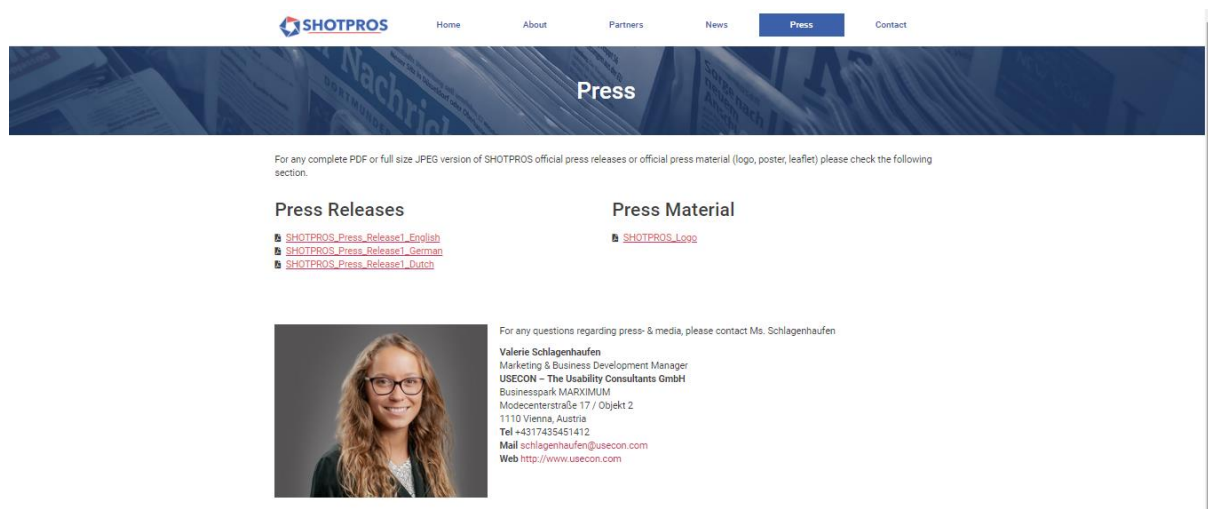 SHOTPROS
Home
About
Partners
News
Press
Contact
Nachri
DORTMUND
Press
For any complete PDF or full size JPEG version of SHOTPROS official press releases or official press material (logo, poster, leaflet) please check the following
section.
Press Releases
SHOTPROS_Press_Release1_English
SHOTPROS_Press_Release1_German
SHOTPROS_Press_Release1_Dutch
Press Material
SHOTPROS_Logo
For any questions regarding press- & media, please contact Ms. Schlagenhaufen
Valerie Schlagenhaufen
Marketing & Business Development Manager
USECON – The Usability Consultants GmbH
Businesspark MARXIMUM
Modecenterstraße 17 / Objekt 2
1110 Vienna, Austria
Tel +4317435451412
Mail schlagenhaufen@usecon.com
Web http://www.usecon.com